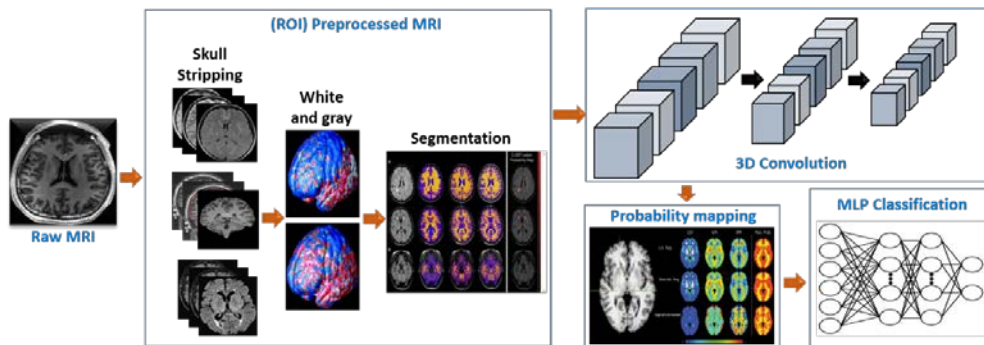 (ROI) Preprocessed MRI
Skull
Stripping
White
and gray
Segmentation
Raw MRI
3D Convolution
Probability mapping
MLP Classification